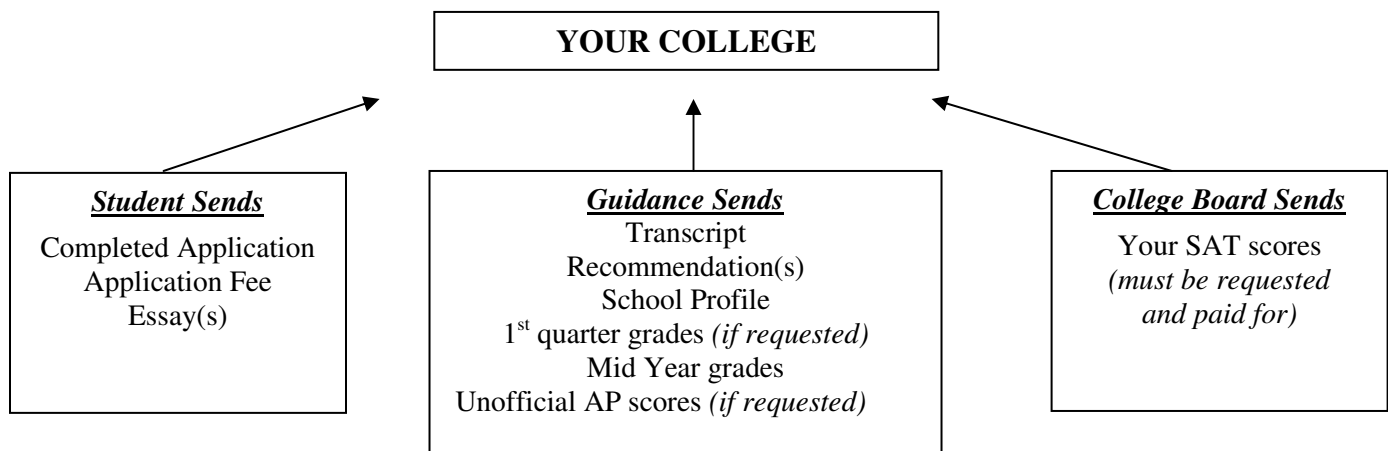 YOUR COLLEGE
Student Sends
Completed Application
Application Fee
Essay(s)
Guidance Sends
Transcript
Recommendation(s)
School Profile
1st quarter grades (if requested)
Mid Year grades
Unofficial AP scores (if requested)
College Board Sends
Your SAT scores
(must be requested
and paid for)